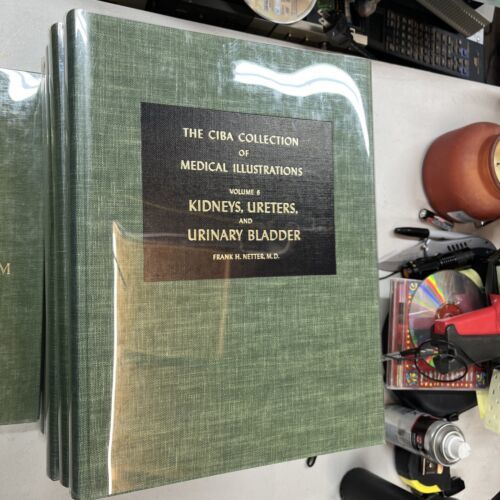 THE CIBA COLLECTION
OF
MEDICAL ILLUSTRATIONS
VOLUME 6
KIDNEYS, URETERS,
AND
URINARY BLADDER
FRANK H. NETTER, M.D.
M